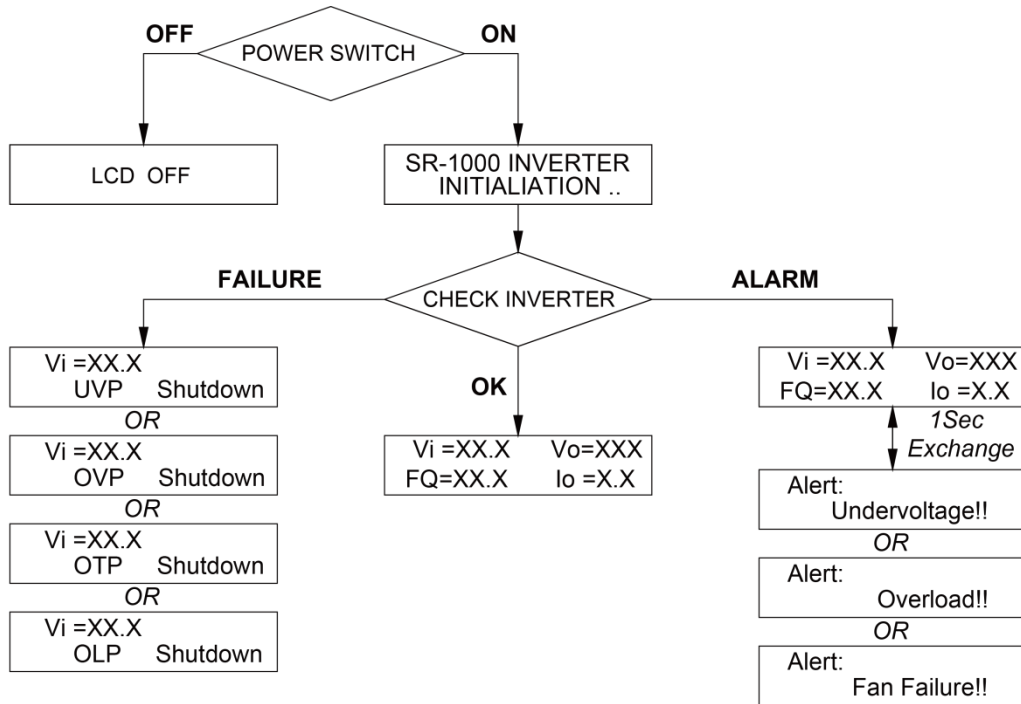 OFF
POWER SWITCH
ON
LCD OFF
SR-1000 INVERTER
INITIALIATION ..
FAILURE
CHECK INVERTER
ALARM
OK
Vi =XX.X
UVP Shutdown
OR
Vi =XX.X
OVP Shutdown
OR
Vi =XX.X
OTP Shutdown
OR
Vi =XX.X
OLP Shutdown
Vi =XX.X Vo=XXX
FQ=XX.X Io =X.X
Vi =XX.X Vo=XXX
FQ=XX.X Io =X.X
1Sec
Exchange
Alert:
Undervoltage!!
OR
Alert:
Overload!!
OR
Alert:
Fan Failure!!